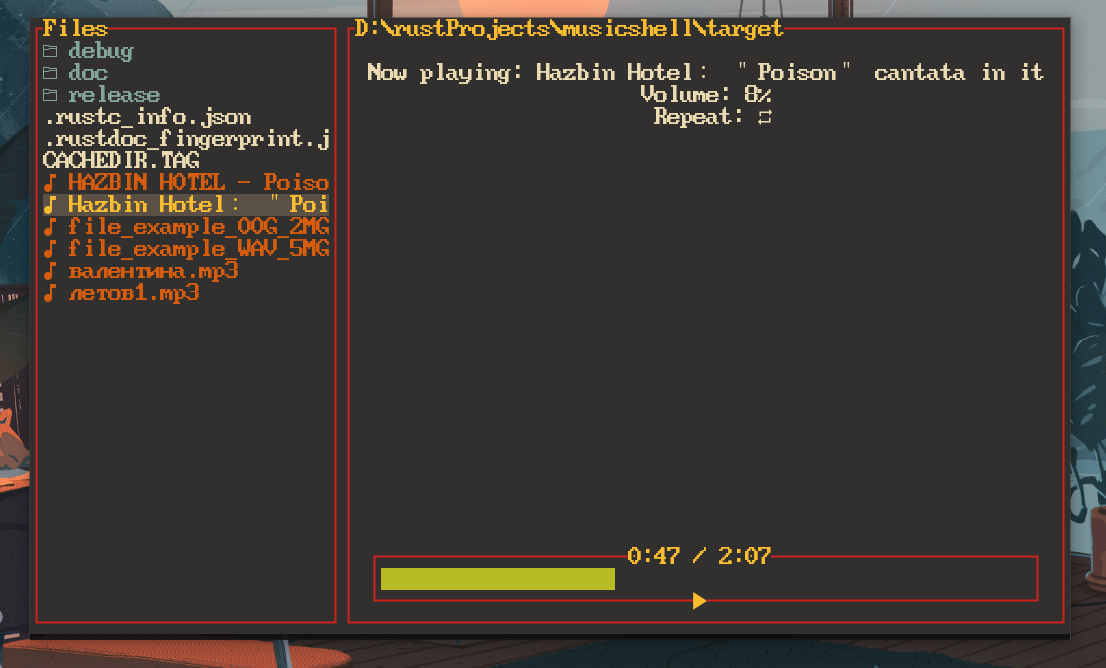 Files
debug
doc
release
.rustc_info.json
.rustdoc_fingerprint.j
CACHEDIR.TAG
HAZBIN HOTEL - Poiso
Hazbin Hotel: "Poi
file_example_OOG_2MG
file_example_WAV_5MG
валентина.mp3
летов1.mp3
D:\rustProjects\musicshell\target
Now playing: Hazbin Hotel: "Poison" cantata in it
Volume: 8%
Repeat:
0:47 / 2:07